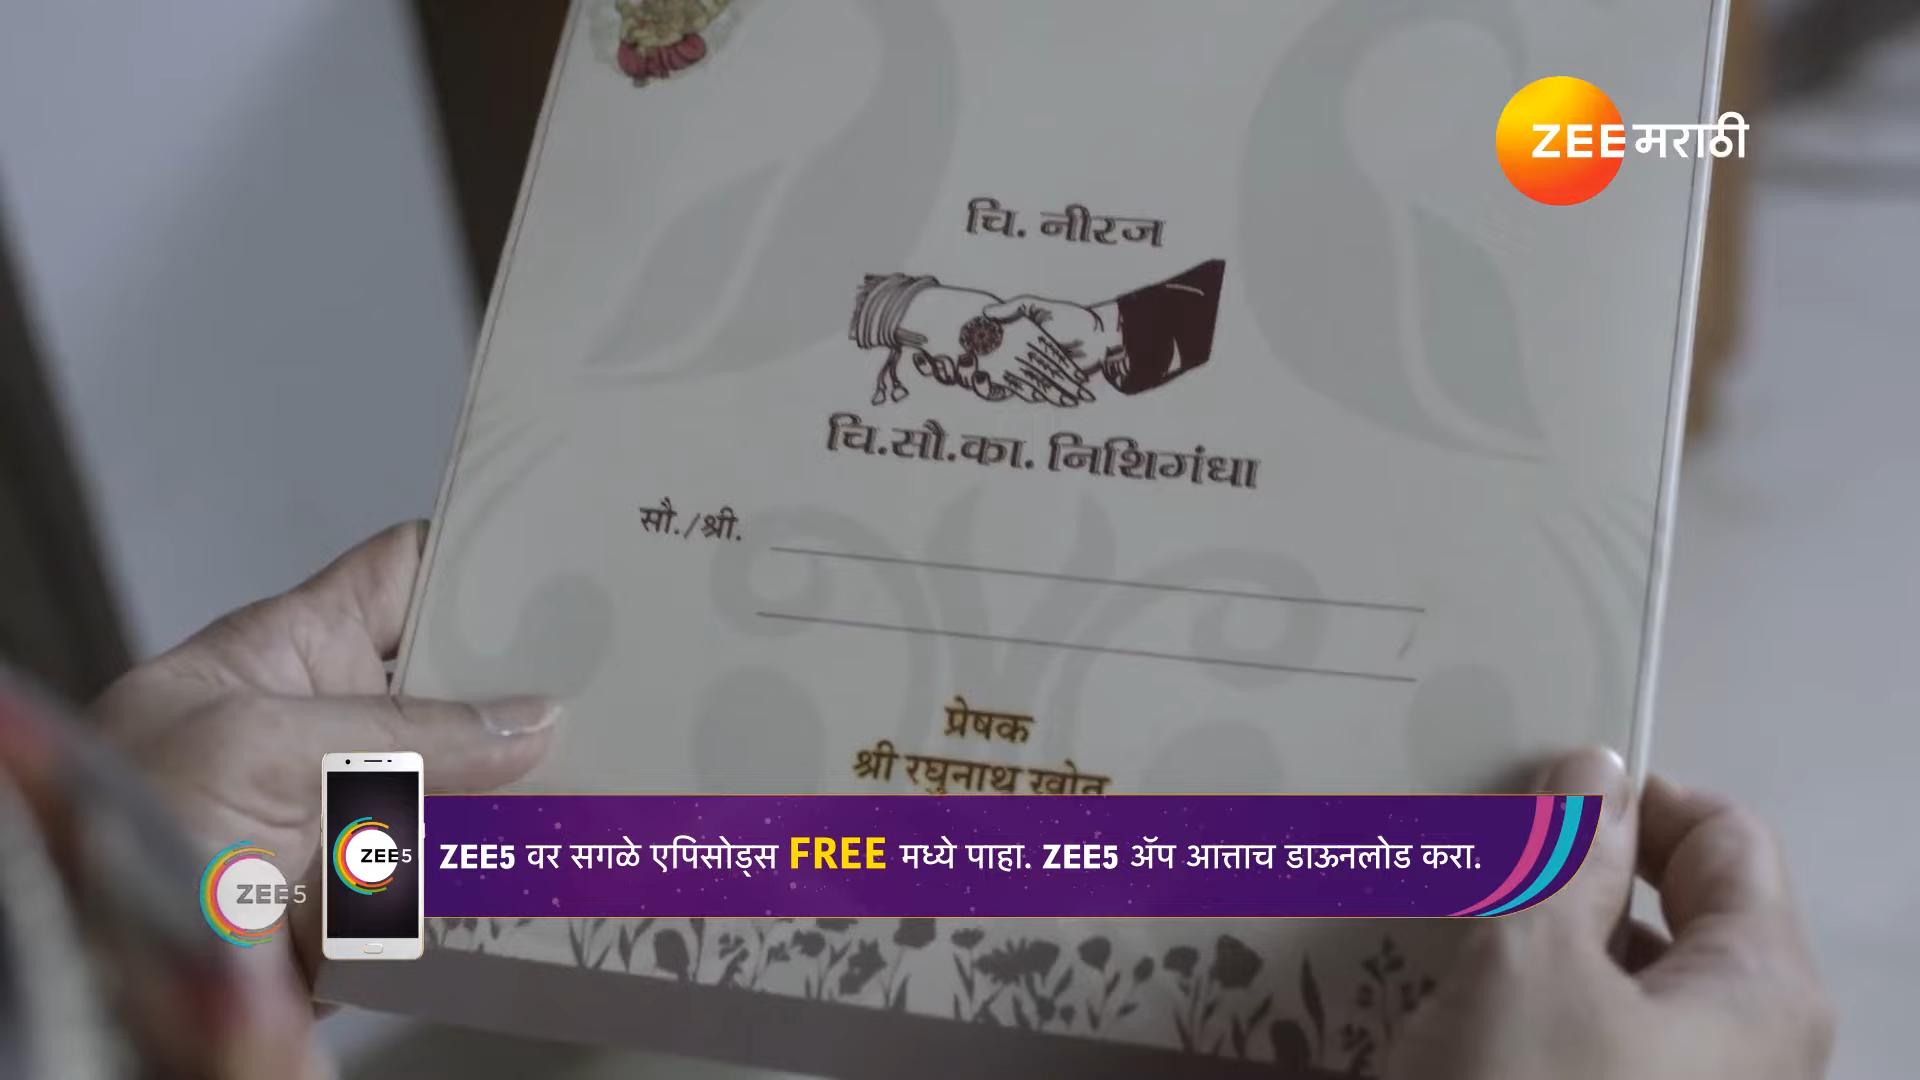 ZEE मराठी
चि. नीरज
चि.सौ.का. निशिगंधा
सौ./श्री.
प्रेषक
श्री रघुनाथ खोत
ZEE5 वर सगळे एपिसोड्स FREE मध्ये पाहा. ZEE5 ॲप आत्ताच डाऊनलोड करा.
ZEE5
ZEE5